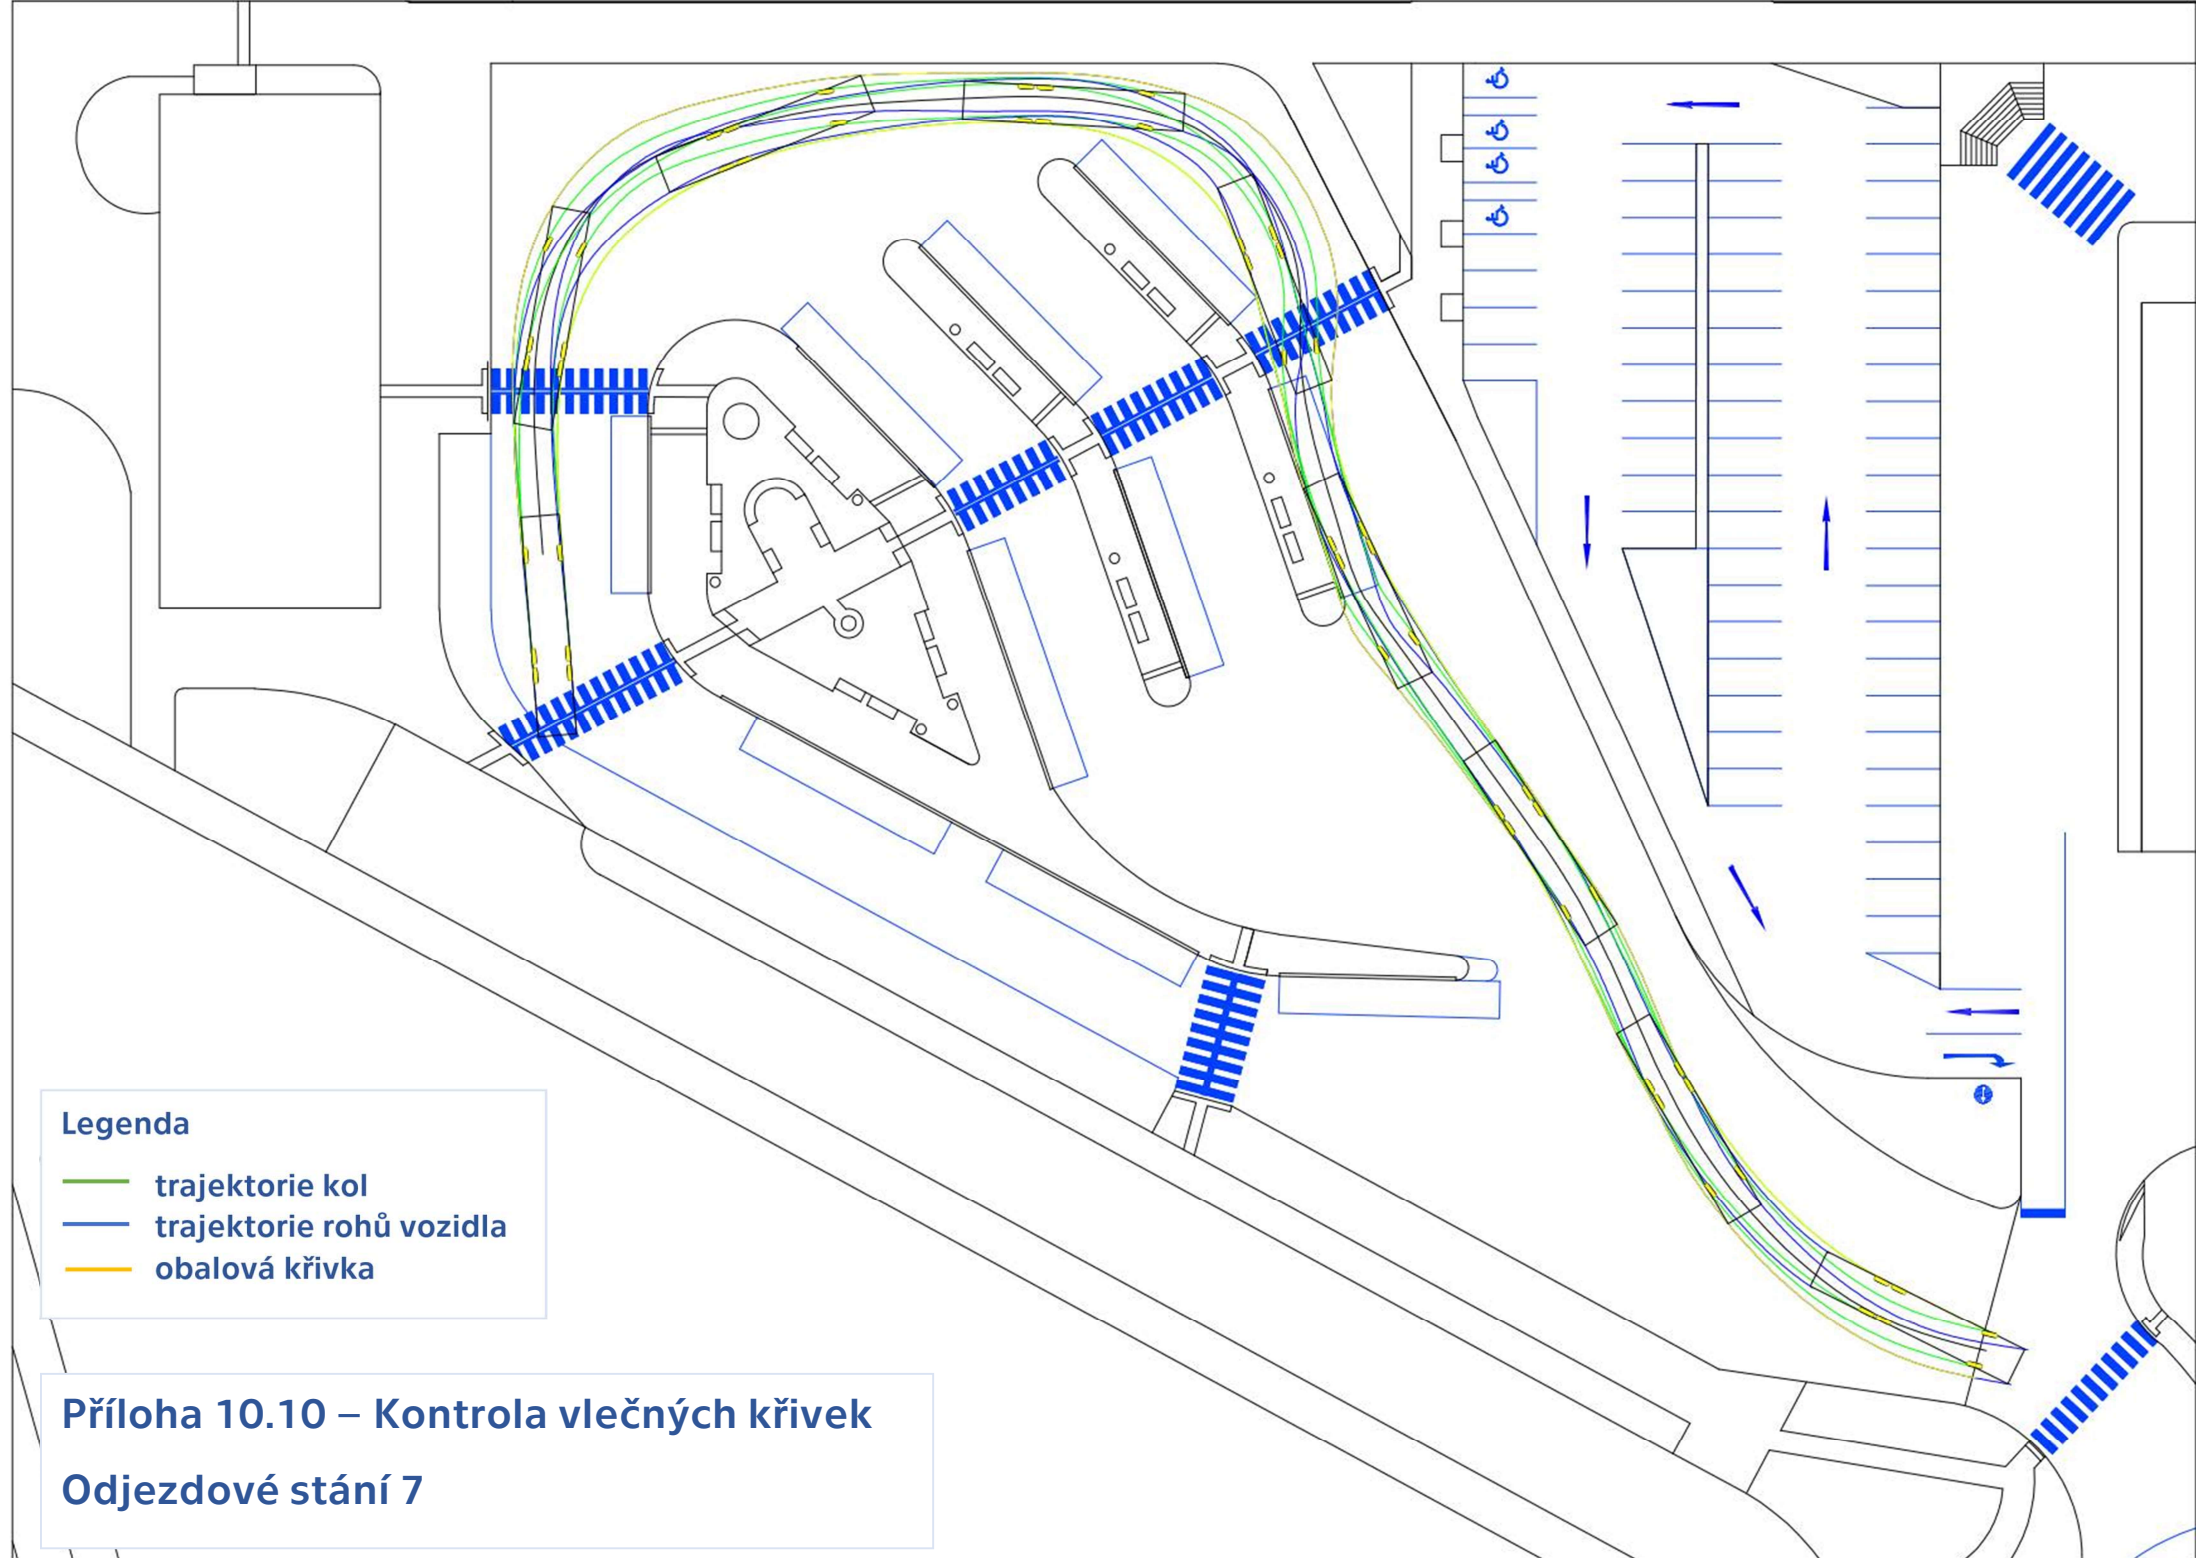 Legenda
trajektorie kol
trajektorie rohů vozidla
obalová křivka
Příloha 10.10 – Kontrola vlečných křivek
Odjezdové stání 7